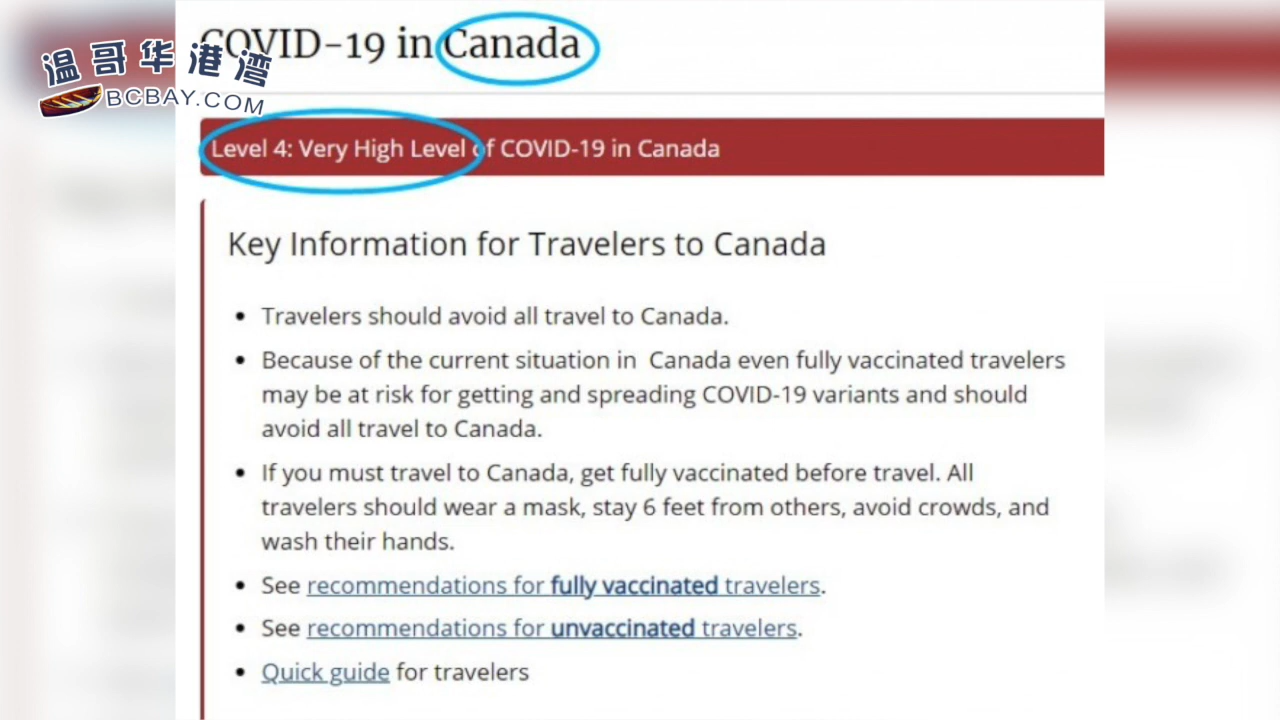 COVID-19 in Canada
温哥华港湾
BCBAY.COM
Level 4: Very High Level of COVID-19 in Canada
Key Information for Travelers to Canada
• Travelers should avoid all travel to Canada.
• Because of the current situation in Canada even fully vaccinated travelers
may be at risk for getting and spreading COVID-19 variants and should
avoid all travel to Canada.
• If you must travel to Canada, get fully vaccinated before travel. All
travelers should wear a mask, stay 6 feet from others, avoid crowds, and
wash their hands.
• See recommendations for fully vaccinated travelers.
• See recommendations for unvaccinated travelers.
• Quick guide for travelers